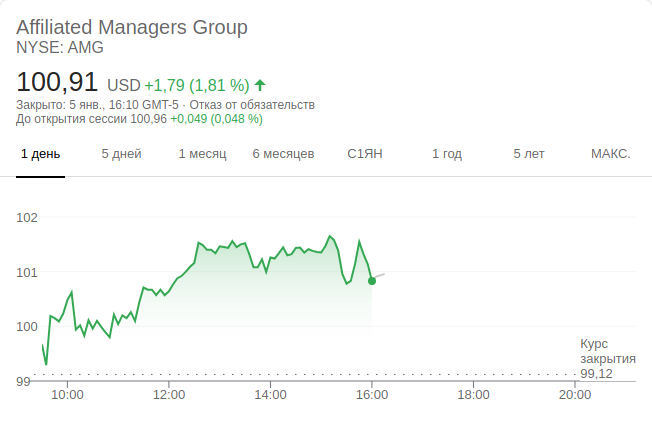 Affiliated Managers Group
NYSE: AMG
100,91 USD +1,79 (1,81 %)
Закрыто: 5 янв., 16:10 GMT-5 · Отказ от обязательств
До открытия сессии 100,96 +0,049 (0,048 %)
1 день 5 дней 1 месяц 6 месяцев С1ЯН 1 год 5 лет МАКС.
102
101
100
Курс
закрытия
99,12
99
10:00 12:00 14:00 16:00 18:00 20:00